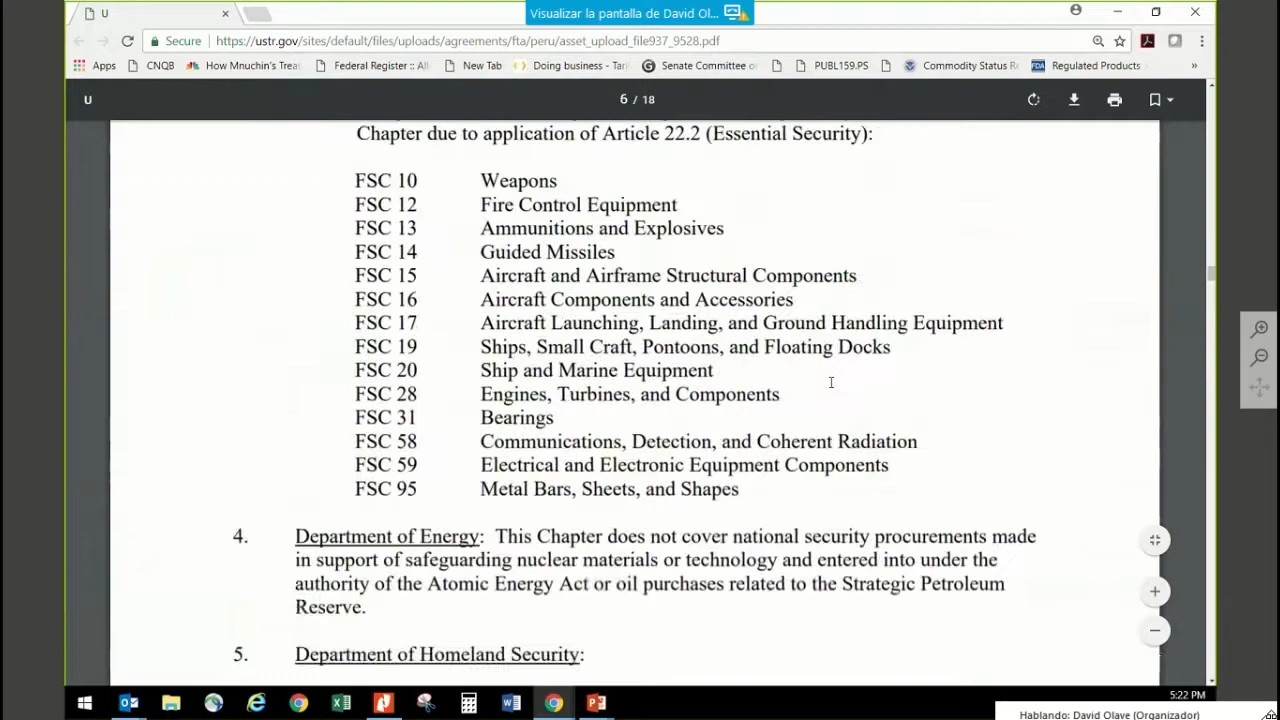 U
Visualizar la pantalla de David Ol...
Secure
https://ustr.gov/sites/default/files/uploads/agreements/fta/peru/asset_upload_file937_9528.pdf
Apps CNQB How Mnuchin's Trea Federal Register :: Al New Tab Doing business - Tari Senate Committee o PUBL159.PS Commodity Status R FDA Regulated Products »
U 6 / 18
Chapter due to application of Article 22.2 (Essential Security):
FSC 10 Weapons
FSC 12 Fire Control Equipment
FSC 13 Ammunitions and Explosives
FSC 14 Guided Missiles
FSC 15 Aircraft and Airframe Structural Components
FSC 16 Aircraft Components and Accessories
FSC 17 Aircraft Launching, Landing, and Ground Handling Equipment
FSC 19 Ships, Small Craft, Pontoons, and Floating Docks
FSC 20 Ship and Marine Equipment
FSC 28 Engines, Turbines, and Components
FSC 31 Bearings
FSC 58 Communications, Detection, and Coherent Radiation
FSC 59 Electrical and Electronic Equipment Components
FSC 95 Metal Bars, Sheets, and Shapes
4. Department of Energy: This Chapter does not cover national security procurements made
in support of safeguarding nuclear materials or technology and entered into under the
authority of the Atomic Energy Act or oil purchases related to the Strategic Petroleum
Reserve.
5. Department of Homeland Security:
5:22 PM
Hablando: David Olave (Organizador)